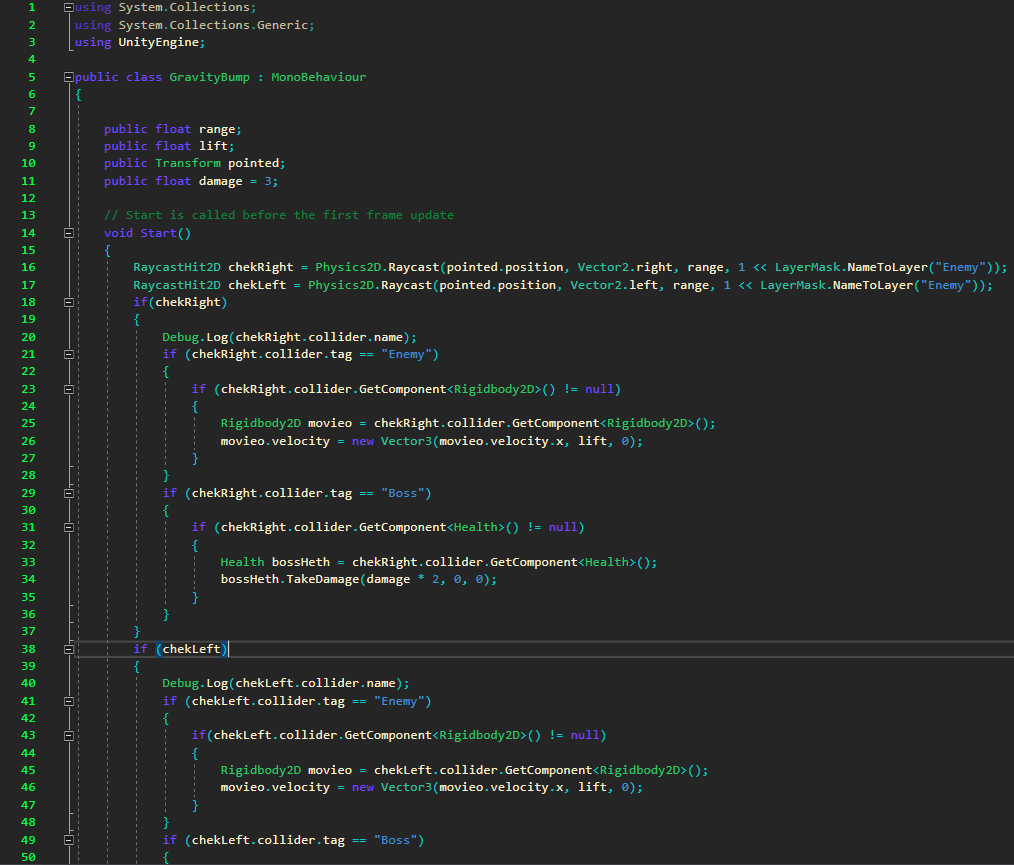 1 using System.Collections;
2 using System.Collections.Generic;
3 using UnityEngine;
4
5 public class GravityBump : MonoBehaviour
6 {
7
8 public float range;
9 public float lift;
10 public Transform pointed;
11 public float damage = 3;
12
13 // Start is called before the first frame update
14 void Start()
15 {
16 RaycastHit2D chekRight = Physics2D.Raycast(pointed.position, Vector2.right, range, 1 << LayerMask.NameToLayer("Enemy"));
17 RaycastHit2D chekLeft = Physics2D.Raycast(pointed.position, Vector2.left, range, 1 << LayerMask.NameToLayer("Enemy"));
18 if(chekRight)
19 {
20 Debug.Log(chekRight.collider.name);
21 if (chekRight.collider.tag == "Enemy")
22 {
23 if (chekRight.collider.GetComponent<Rigidbody2D>() != null)
24 {
25 Rigidbody2D movieo = chekRight.collider.GetComponent<Rigidbody2D>();
26 movieo.velocity = new Vector3(movieo.velocity.x, lift, 0);
27 }
28 }
29 if (chekRight.collider.tag == "Boss")
30 {
31 if (chekRight.collider.GetComponent<Health>() != null)
32 {
33 Health bossHeth = chekRight.collider.GetComponent<Health>();
34 bossHeth.TakeDamage(damage * 2, 0, 0);
35 }
36 }
37 }
38 if (chekLeft)
39 {
40 Debug.Log(chekLeft.collider.name);
41 if (chekLeft.collider.tag == "Enemy")
42 {
43 if(chekLeft.collider.GetComponent<Rigidbody2D>() != null)
44 {
45 Rigidbody2D movieo = chekLeft.collider.GetComponent<Rigidbody2D>();
46 movieo.velocity = new Vector3(movieo.velocity.x, lift, 0);
47 }
48 }
49 if (chekLeft.collider.tag == "Boss")
50 {